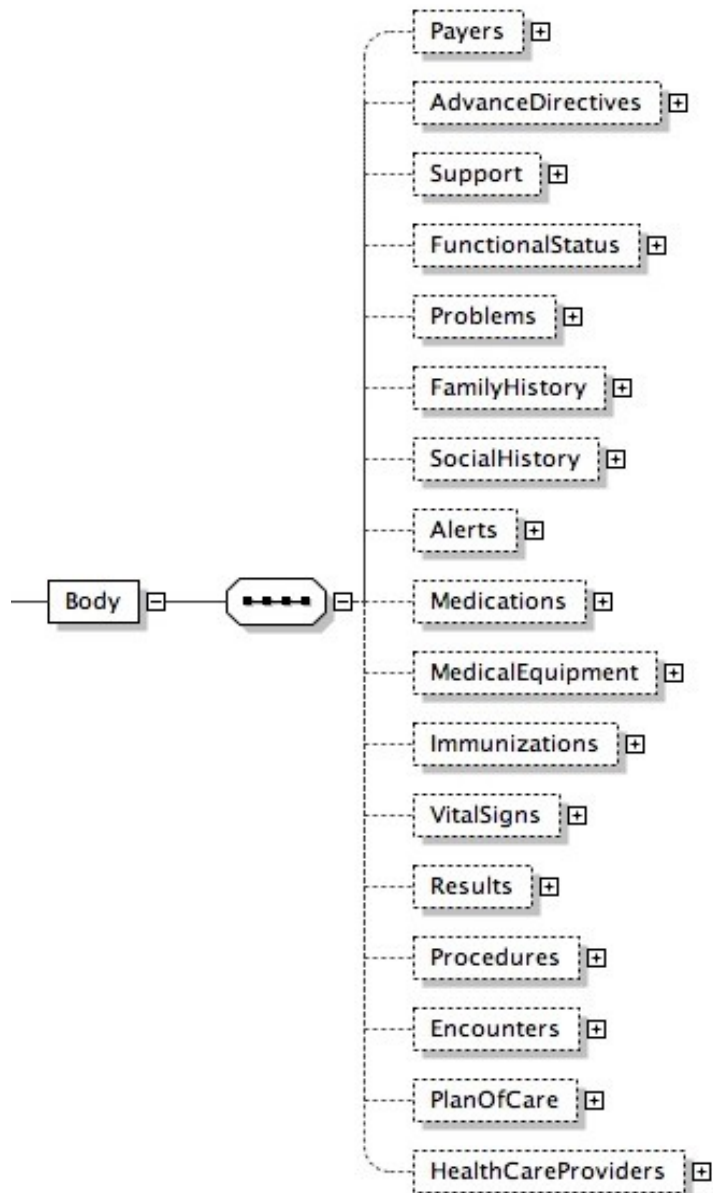 Payers
AdvanceDirectives
Support
FunctionalStatus
Problems
FamilyHistory
SocialHistory
Alerts
Body
Medications
MedicalEquipment
Immunizations
VitalSigns
Results
Procedures
Encounters
PlanOfCare
HealthCareProviders